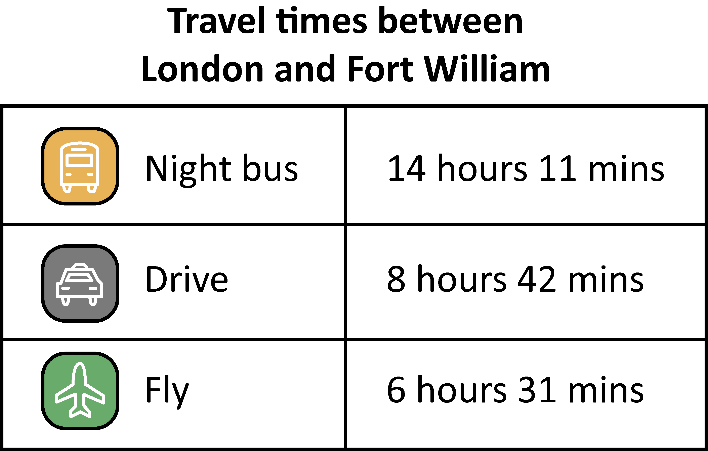 Travel times between
London and Fort William
Night bus 14 hours 11 mins
Drive 8 hours 42 mins
Fly 6 hours 31 mins